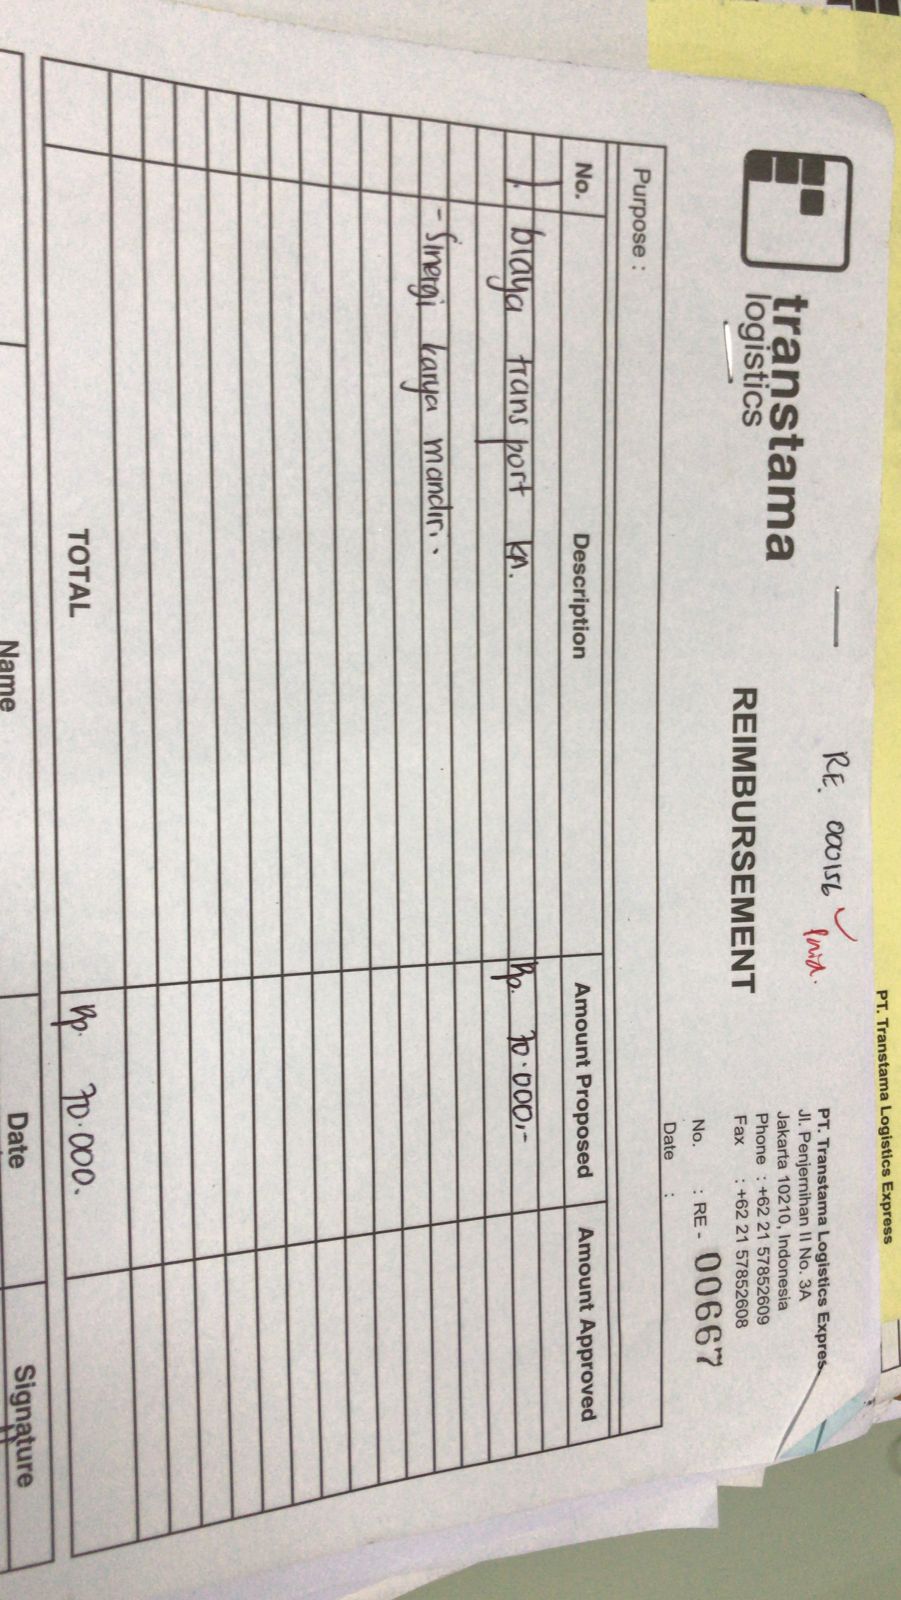 PT. Transtama Logistics Express
RE. 000156 paid.
transtama
logistics
REIMBURSEMENT
PT. Transtama Logistics Expres
Jl. Penjernihan II No. 3A
Jakarta 10210, Indonesia
Phone : +62 21 57852609
Fax : +62 21 57852608
No. : RE - 00667
Date :
Purpose :
No. Description Amount Proposed Amount Approved
1. biaya transport kn. Rp. 70.000,-
- Sinergi karya mandiri.
TOTAL Rp. 70.000.
Name Date Signature